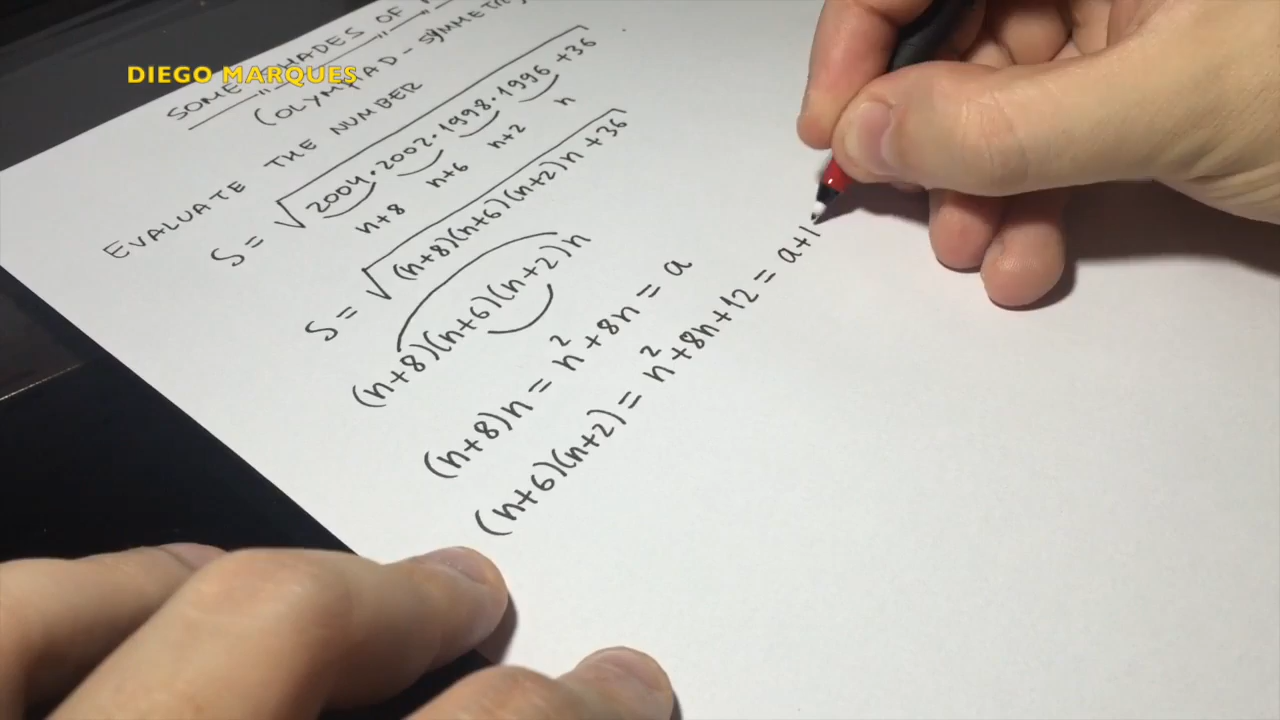 DIEGO MARQUES
SOME SHADES OF
(OLYMPIAD - SYMMETRY
EVALUATE THE NUMBER
S = √2004·2002·1998·1996 +36
n+8 n+6 n+2 n
S = √(n+8)(n+6)(n+2)n +36
(n+8)(n+6)(n+2)n
(n+8)n = n²+8n = a
(n+6)(n+2) = n²+8n+12 = a+1